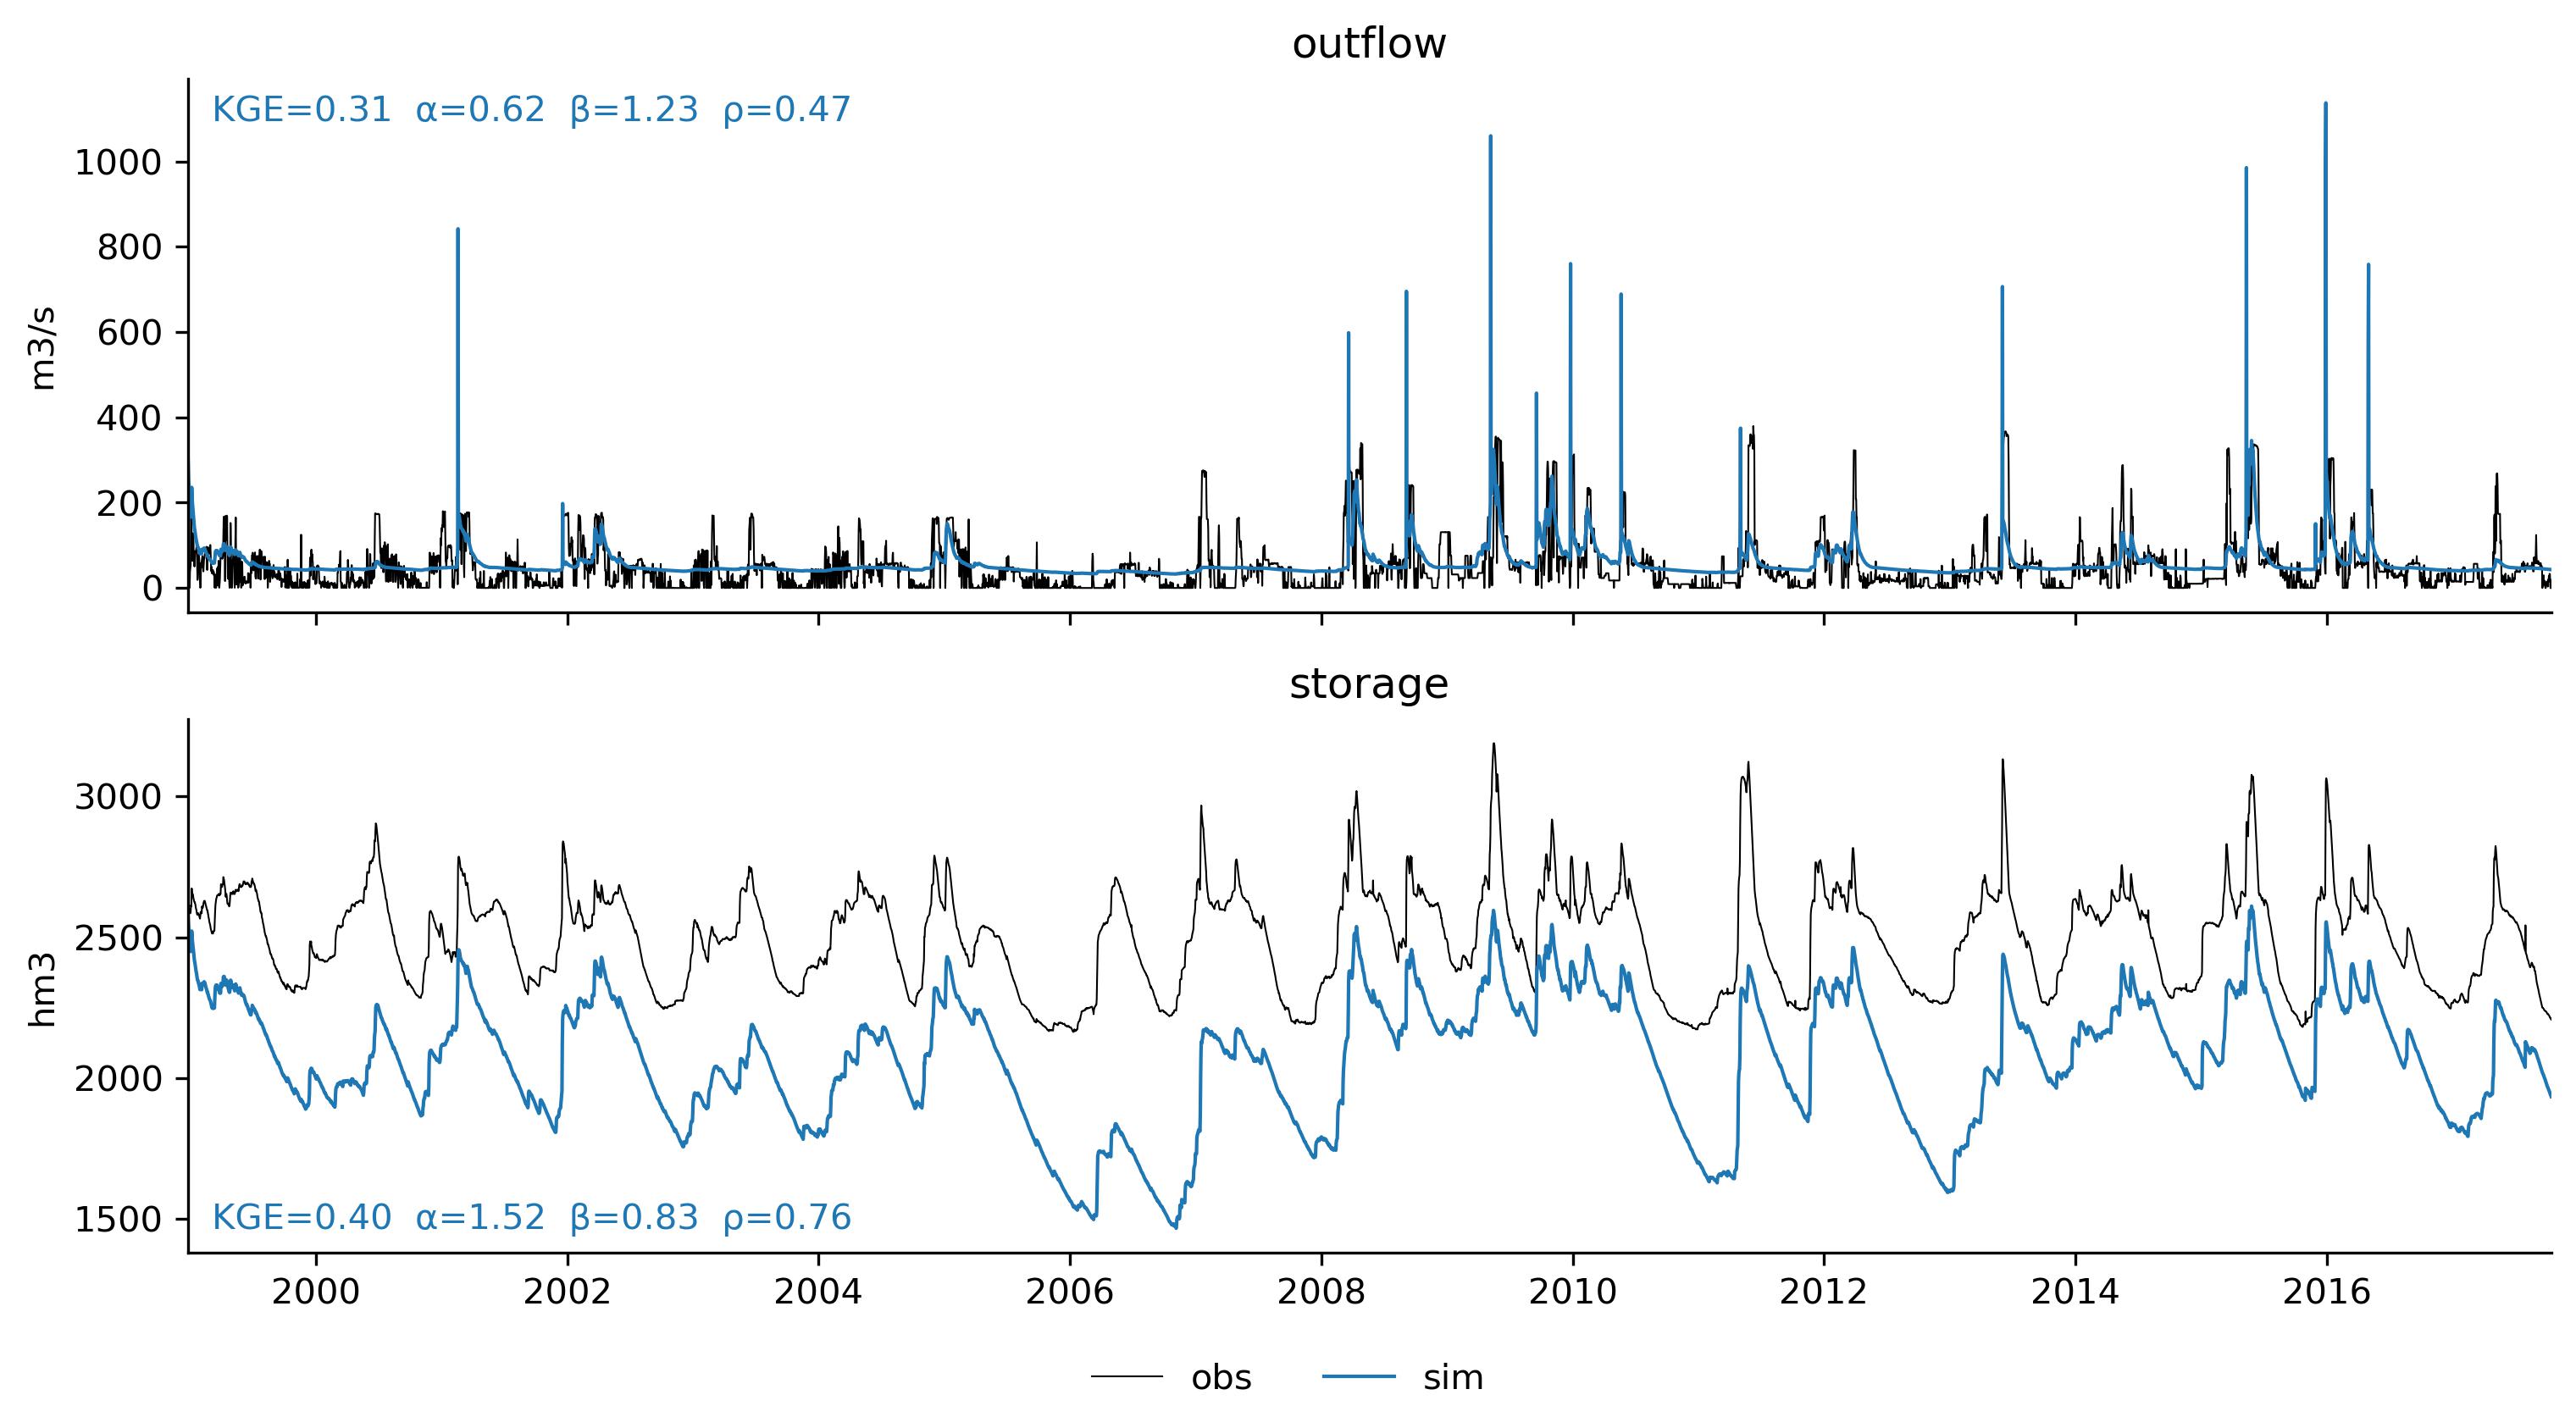 outflow
KGE=0.31 α=0.62 β=1.23 ρ=0.47
m3/s
1000
800
600
400
200
0
storage
hm3
3000
2500
2000
1500
KGE=0.40 α=1.52 β=0.83 ρ=0.76
2000 2002 2004 2006 2008 2010 2012 2014 2016
obs sim